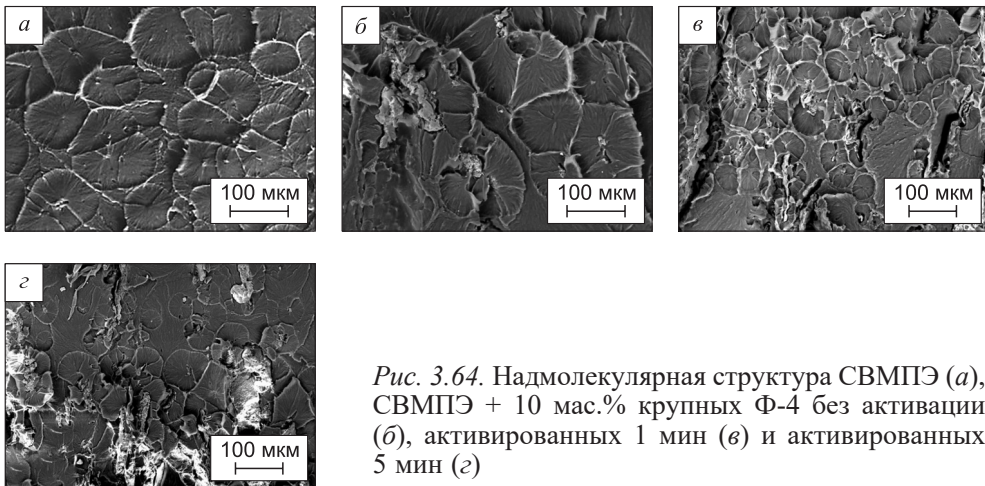 а
б
в
100 мкм
100 мкм
100 мкм
г
100 мкм
Рис. 3.64. Надмолекулярная структура СВМПЭ (а),
СВМПЭ + 10 мас.% крупных Ф-4 без активации
(б), активированных 1 мин (в) и активированных
5 мин (г)